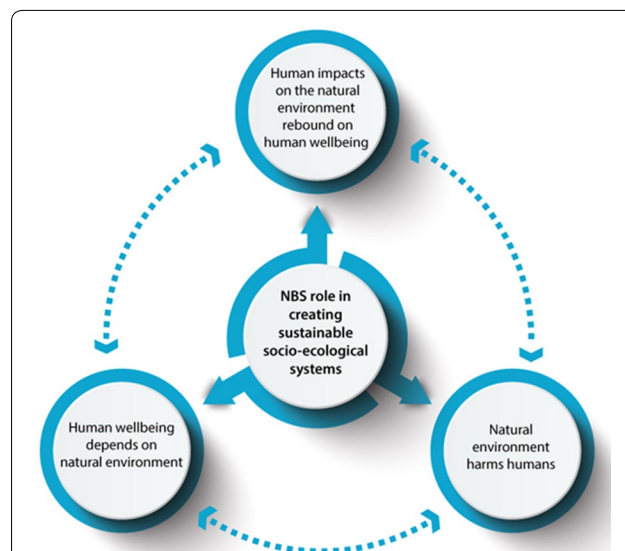 Human impacts
on the natural
environment
rebound on
human wellbeing
NBS role in
creating
sustainable
socio-ecological
systems
Human wellbeing
depends on
natural environment
Natural
environment
harms humans